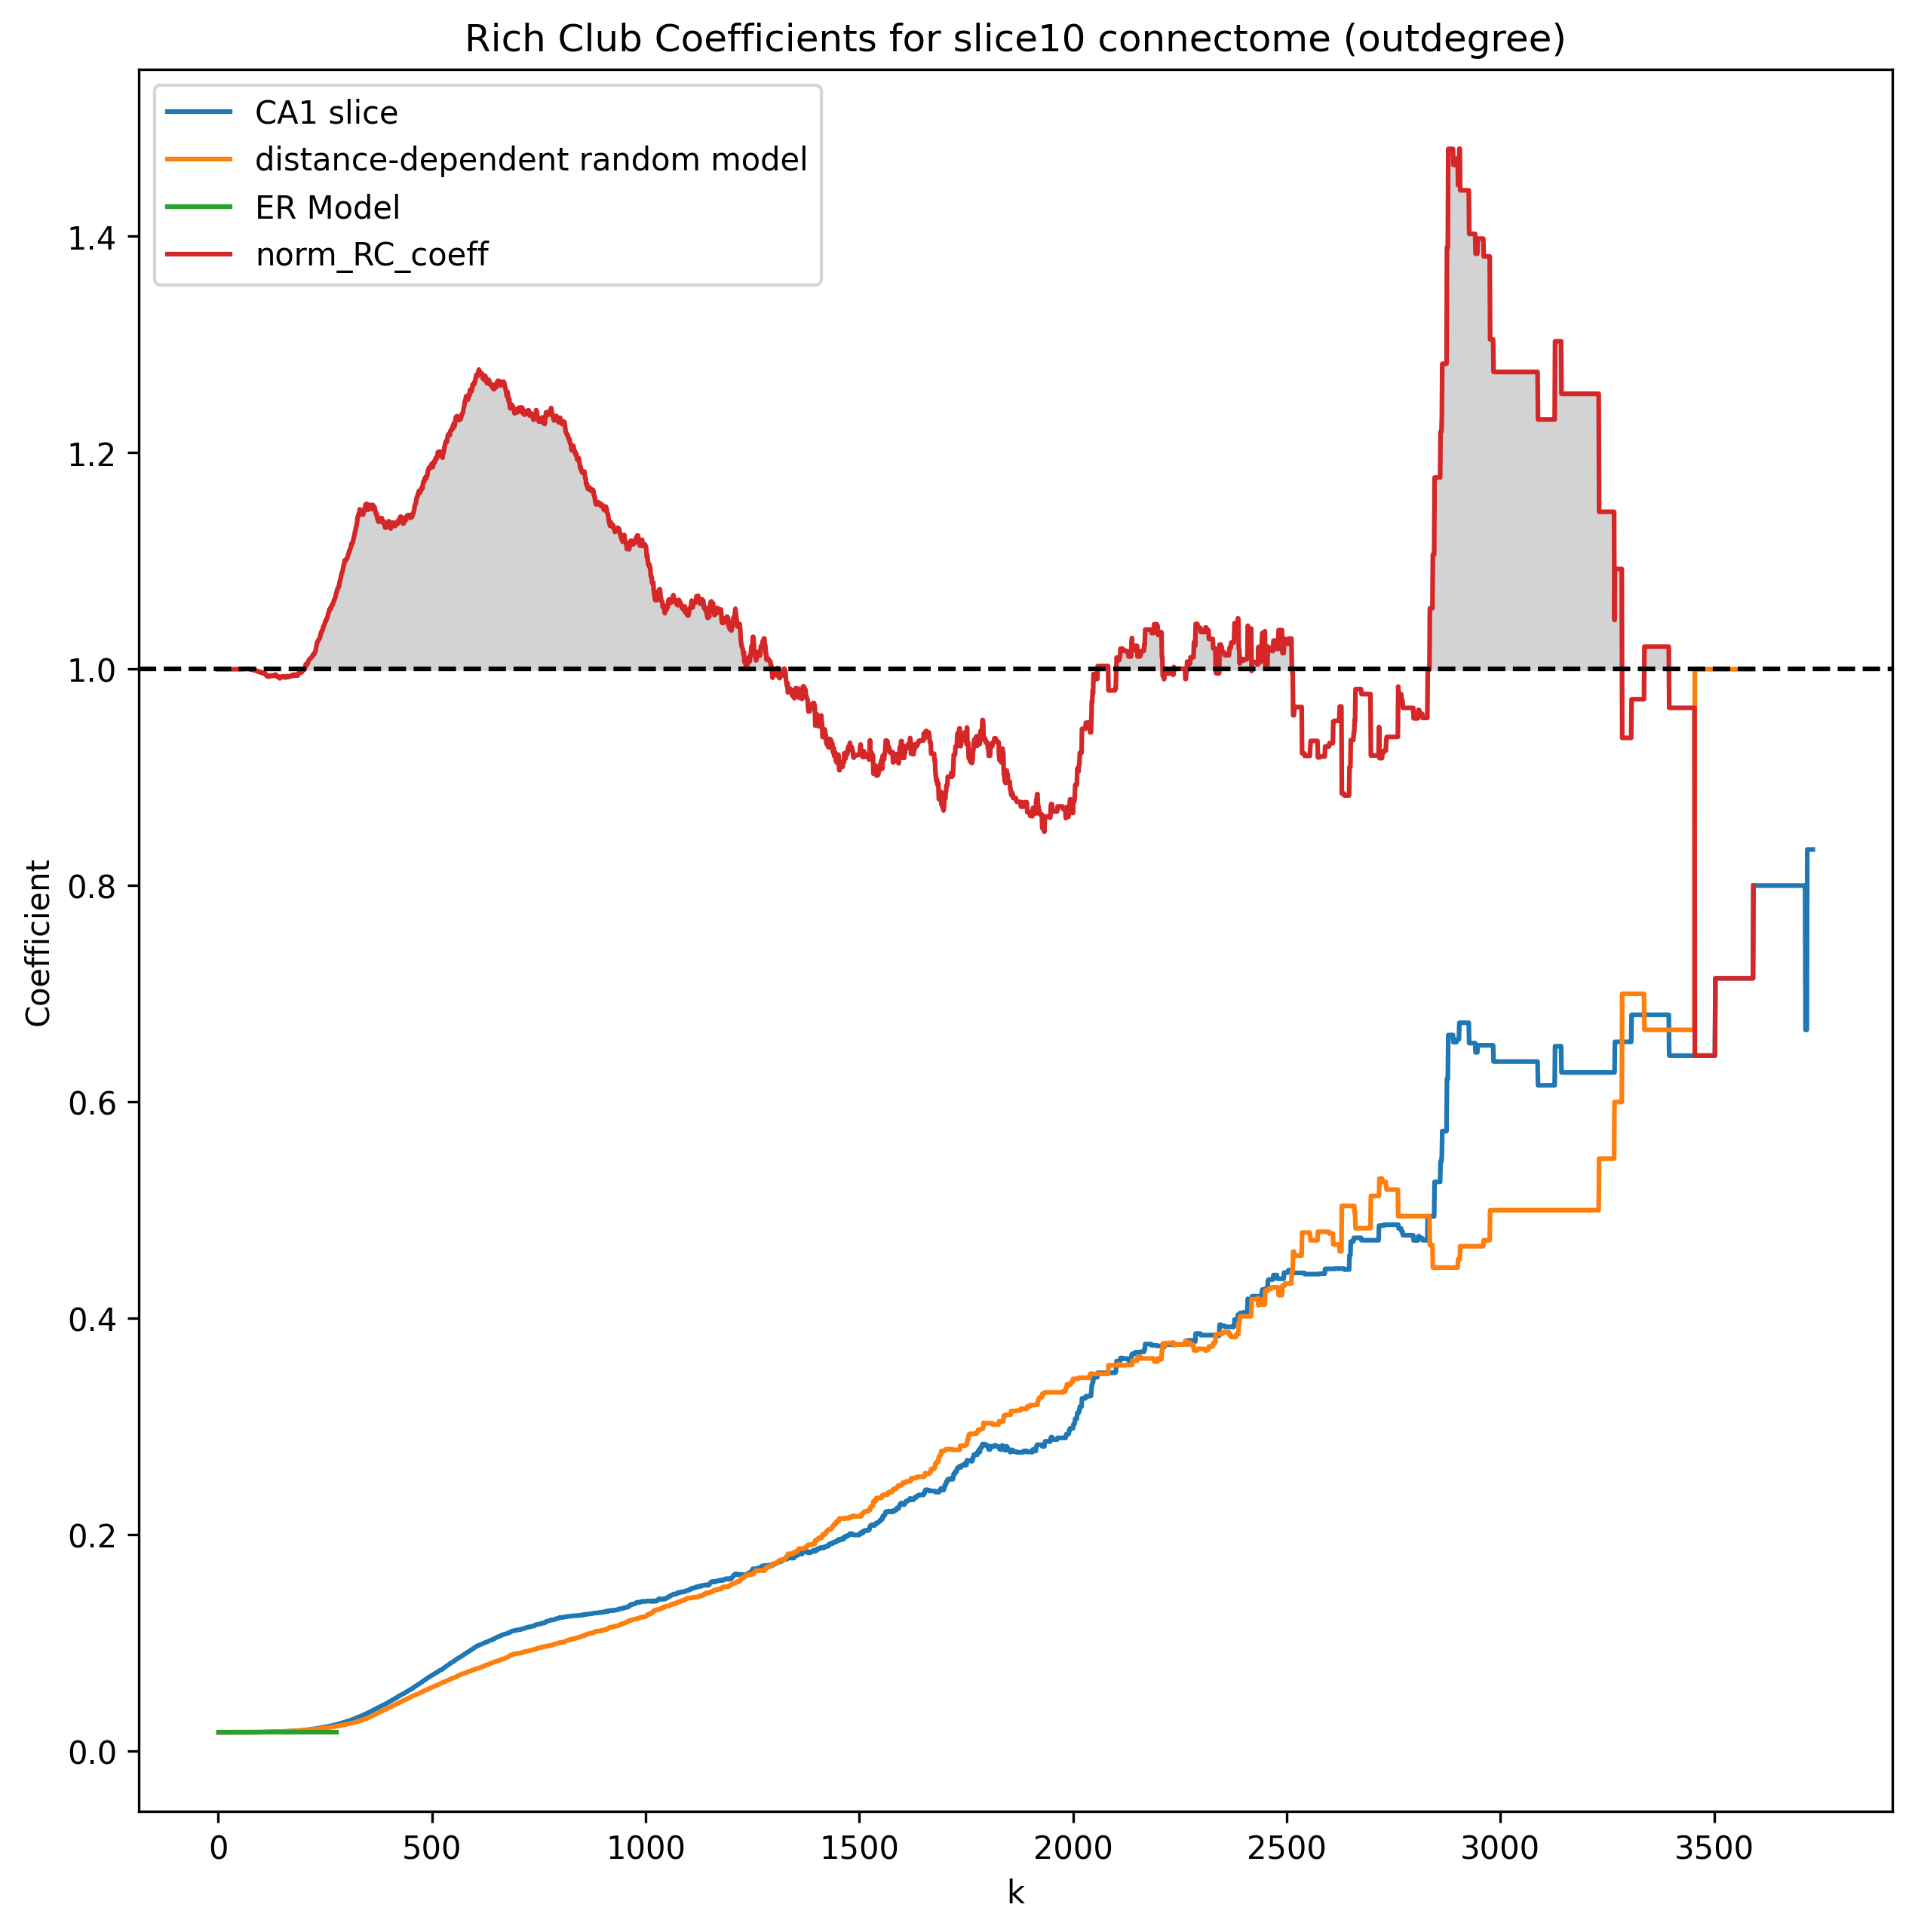 Rich Club Coefficients for slice10 connectome (outdegree)
CA1 slice
distance-dependent random model
ER Model
norm_RC_coeff
1.4
1.2
1.0
0.8
0.6
0.4
0.2
0.0
Coefficient
0 500 1000 1500 2000 2500 3000 3500
k